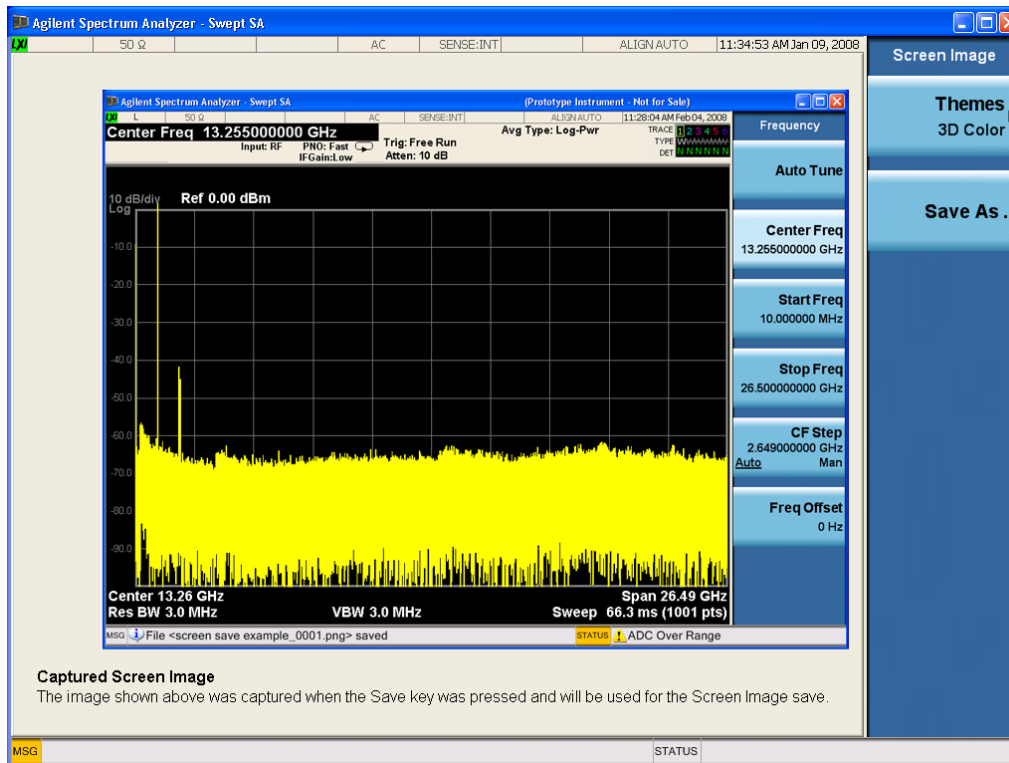 Agilent Spectrum Analyzer - Swept SA
LXI 50 Ω AC SENSE:INT ALIGN AUTO 11:34:53 AM Jan 09, 2008
Screen Image
Themes
3D Color
Save As .
Agilent Spectrum Analyzer - Swept SA (Prototype Instrument - Not for Sale)
LXI L 50 Ω AC SENSE:INT ALIGNAUTO 11:28:04 AM Feb 04, 2008
Center Freq 13.255000000 GHz
Input: RF PNO: Fast Trig: Free Run
IFGain:Low Atten: 10 dB
Avg Type: Log-Pwr
TRACE 1 2 3 4 5 6
TYPE WWWWWW
DET N N N N N N
10 dB/div Ref 0.00 dBm
Log
-10.0
-20.0
-30.0
-40.0
-50.0
-60.0
-70.0
-80.0
-90.0
Center 13.26 GHz Span 26.49 GHz
Res BW 3.0 MHz VBW 3.0 MHz Sweep 66.3 ms (1001 pts)
MSG File <screen save example_0001.png> saved STATUS ADC Over Range
Frequency
Auto Tune
Center Freq
13.255000000 GHz
Start Freq
10.000000 MHz
Stop Freq
26.500000000 GHz
CF Step
2.649000000 GHz
Auto Man
Freq Offset
0 Hz
Captured Screen Image
The image shown above was captured when the Save key was pressed and will be used for the Screen Image save.
MSG STATUS